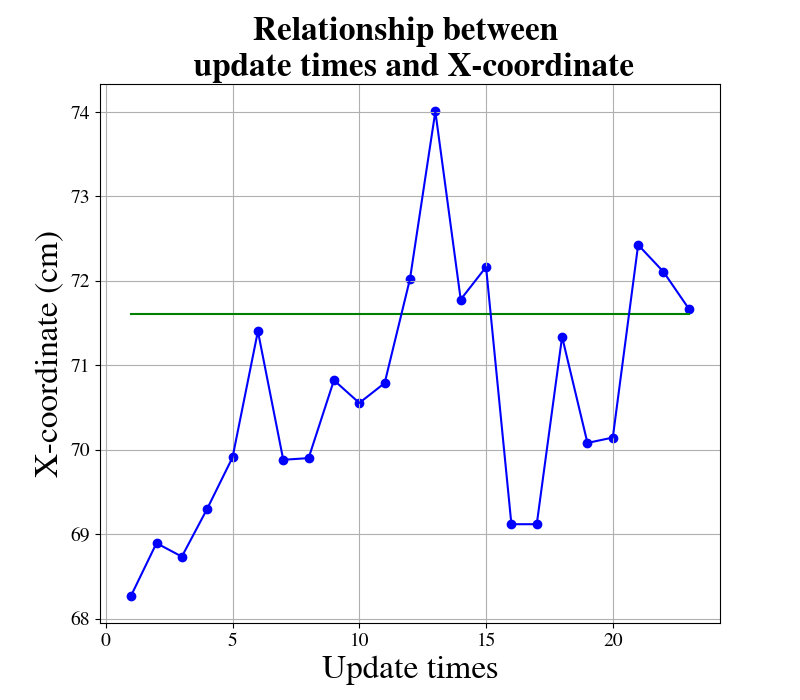 Relationship between
update times and X-coordinate
X-coordinate (cm)
74
73
72
71
70
69
68
0 5 10 15 20
Update times